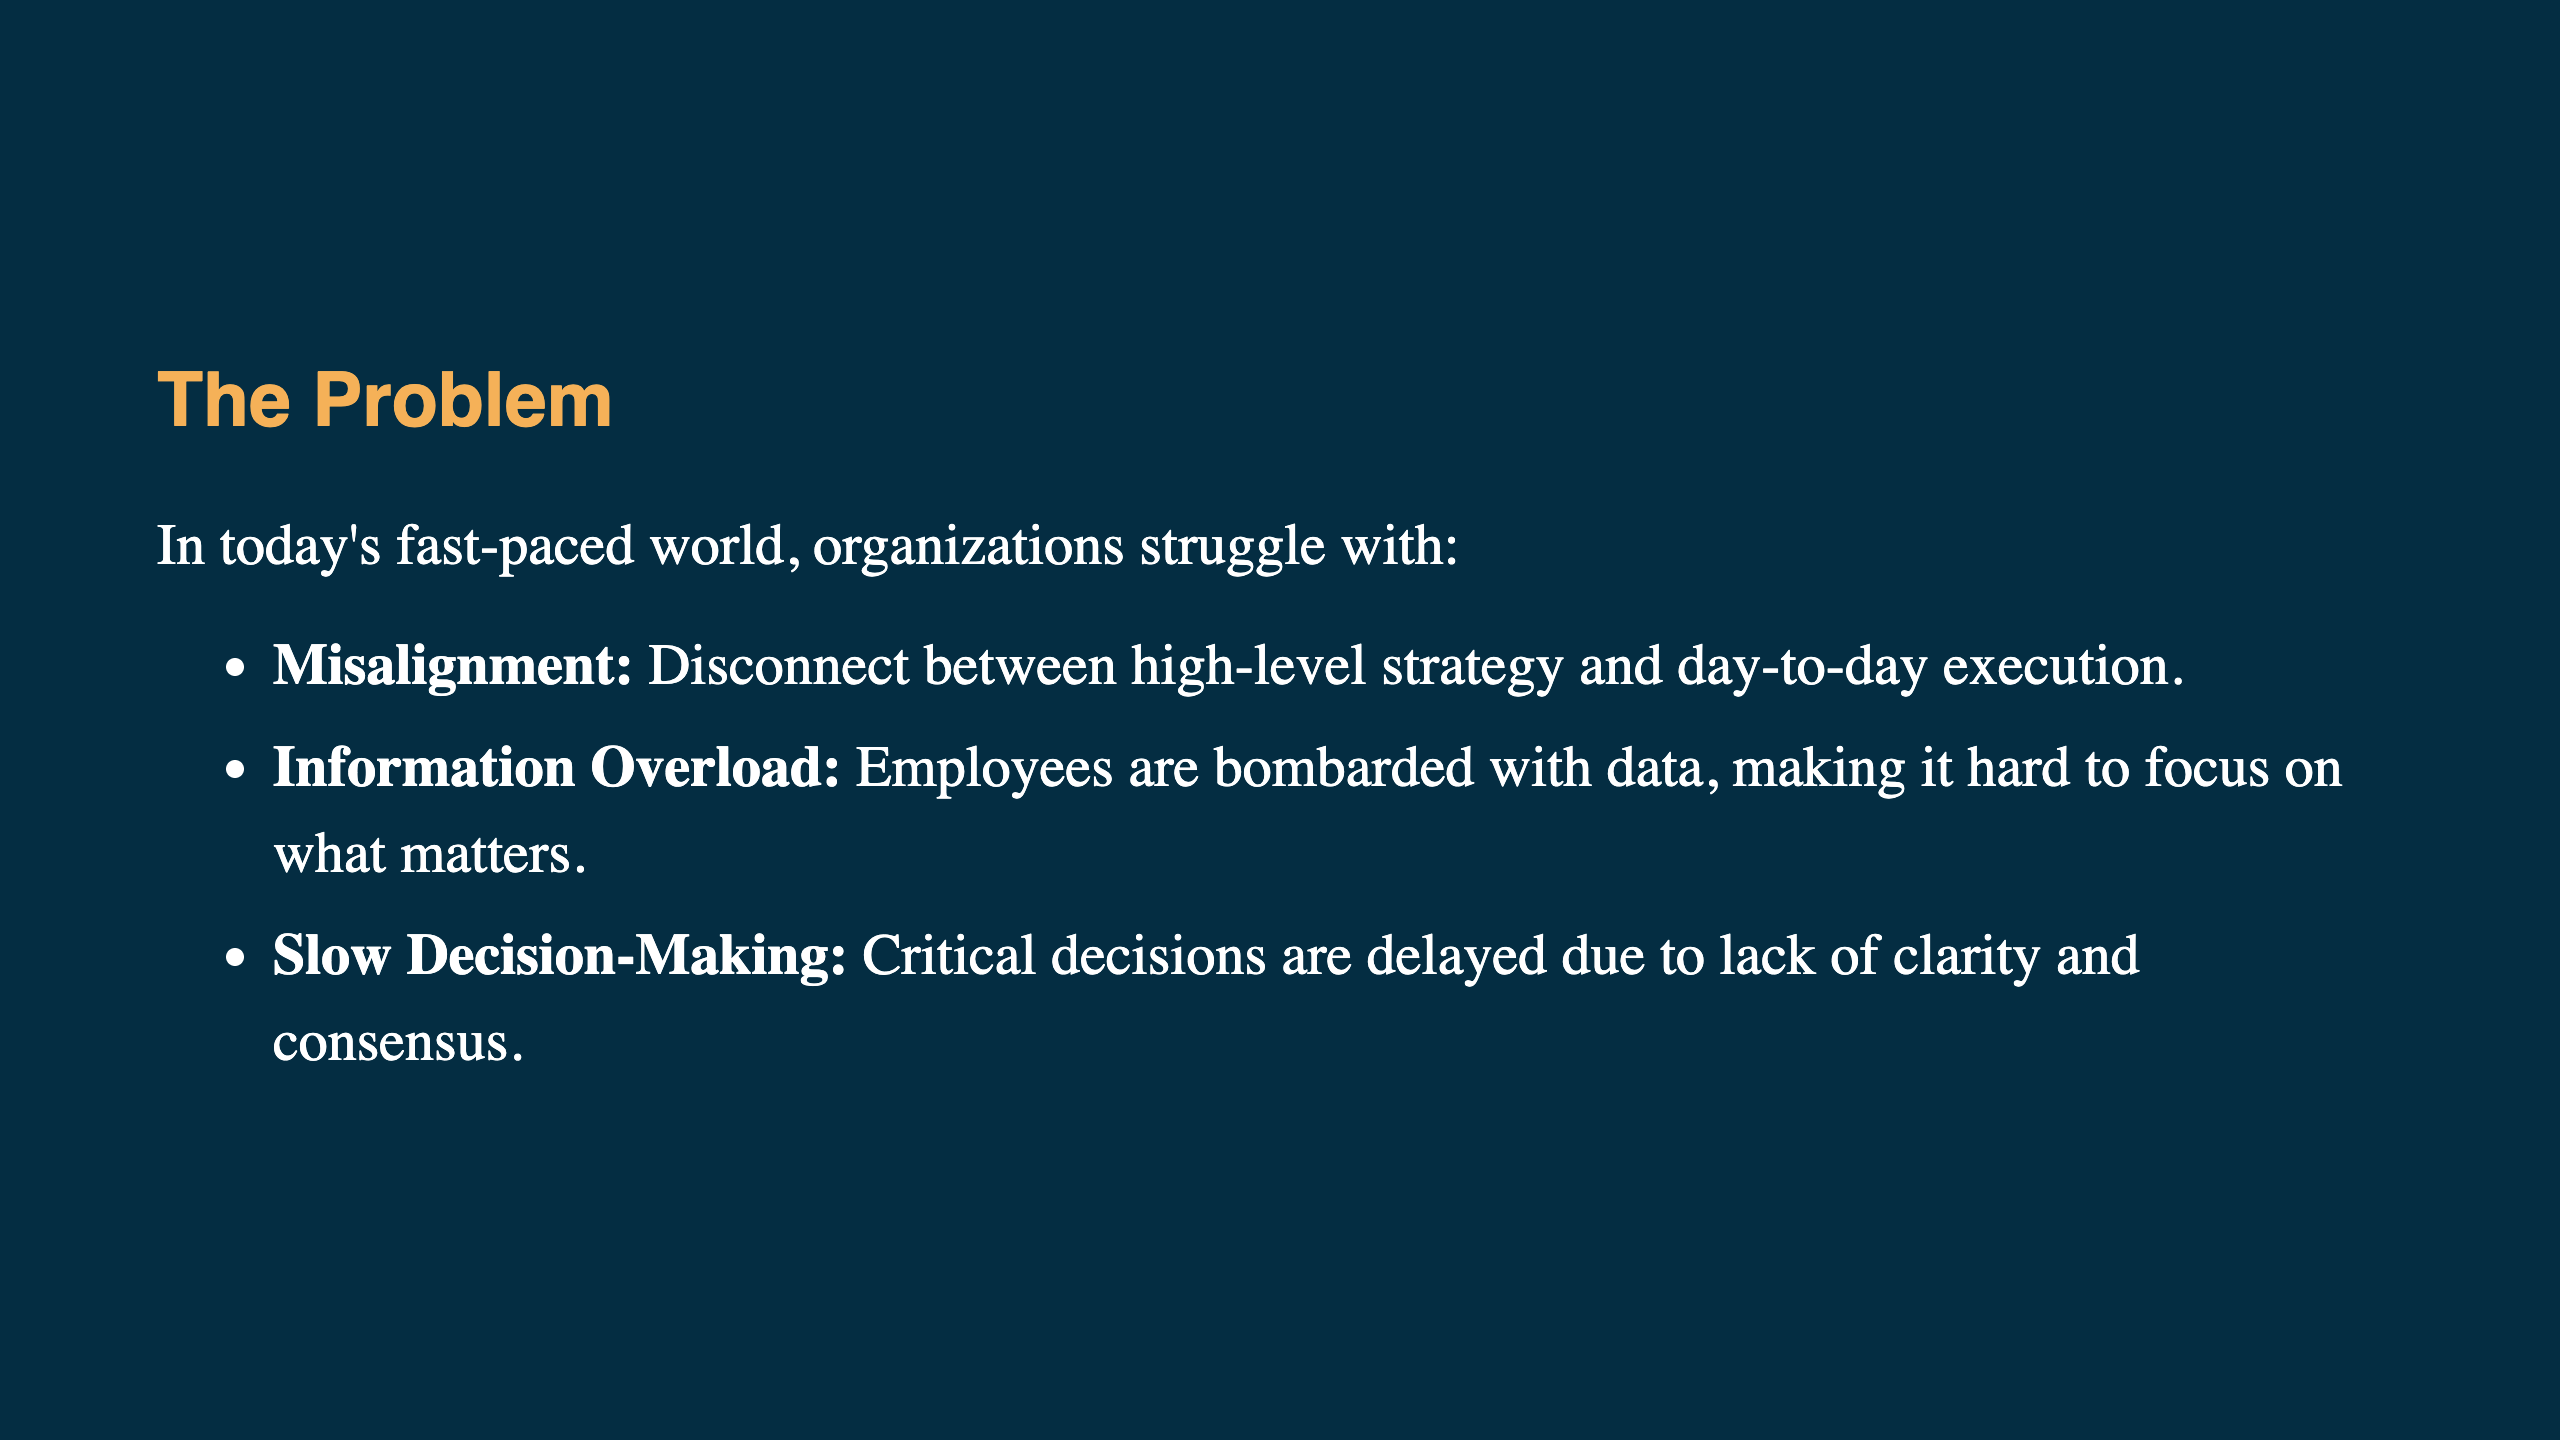 The Problem
In today's fast-paced world, organizations struggle with:
• Misalignment: Disconnect between high-level strategy and day-to-day execution.
• Information Overload: Employees are bombarded with data, making it hard to focus on
what matters.
• Slow Decision-Making: Critical decisions are delayed due to lack of clarity and
consensus.